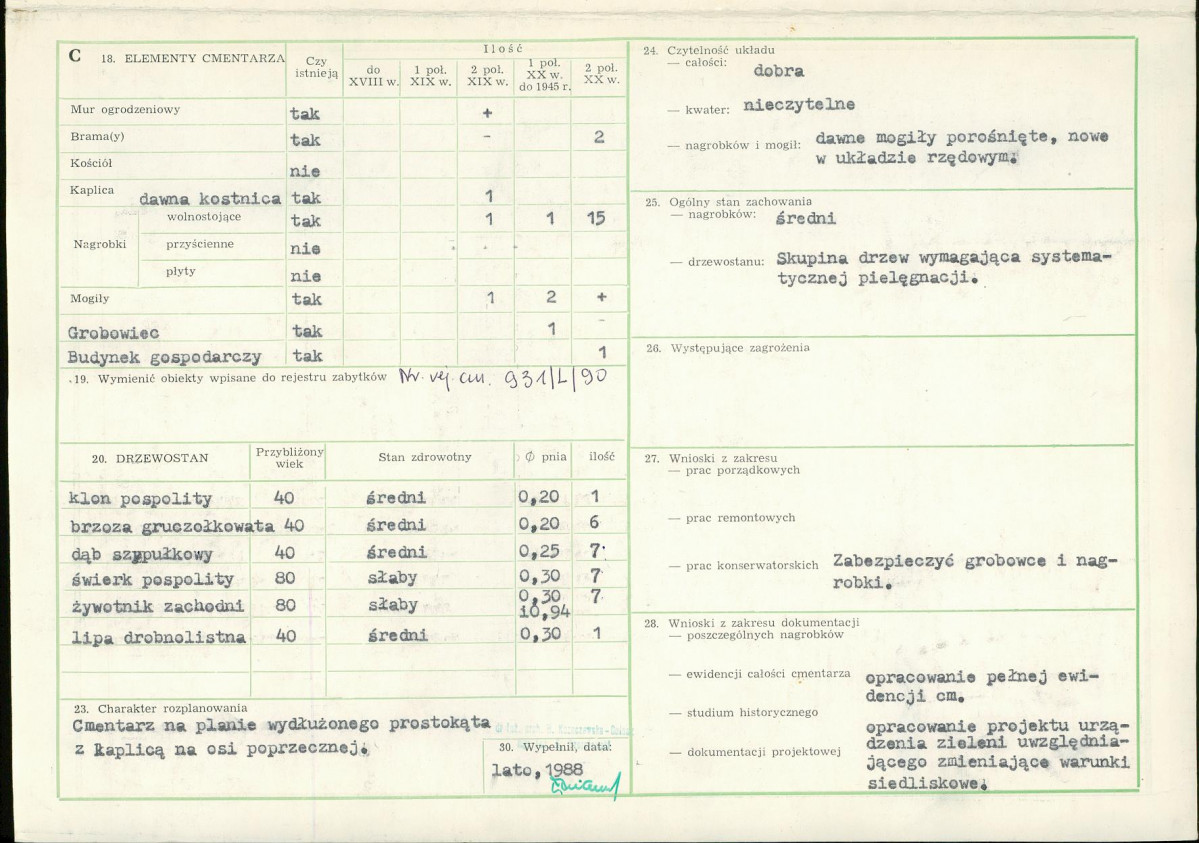 C 18. ELEMENTY CMENTARZA
Czy istnieją
Ilość
do XVIII w.
1 poł. XIX w.
2 poł. XIX w.
1 poł. XX w. do 1945 r.
2 poł. XX w.
Mur ogrodzeniowy tak +
Brama(y) tak - 2
Kościół nie
Kaplica dawna kostnica tak 1
Nagrobki wolnostojące tak 1 1 15
przyścienne nie
płyty nie
Mogiły tak 1 2 +
Grobowiec tak 1 -
Budynek gospodarczy tak 1
19. Wymienić obiekty wpisane do rejestru zabytków Nr rej. cm. 931/L/90
20. DRZEWOSTAN
Przybliżony wiek
Stan zdrowotny
Ø pnia
ilość
klon pospolity 40 średni 0,20 1
brzoza gruczołkowata 40 średni 0,20 6
dąb szypułkowy 40 średni 0,25 7
świerk pospolity 80 słaby 0,30 7
żywotnik zachodni 80 słaby 0,30 i0,94 7
lipa drobnolistna 40 średni 0,30 1
23. Charakter rozplanowania
Cmentarz na planie wydłużonego prostokąta
z kaplicą na osi poprzecznej.
30. Wypełnił, data:
lato, 1988
24. Czytelność układu
— całości: dobra
— kwater: nieczytelne
— nagrobków i mogił: dawne mogiły porośnięte, nowe
w układzie rzędowym.
25. Ogólny stan zachowania
— nagrobków: średni
— drzewostanu: Skupina drzew wymagająca systema-
tycznej pielęgnacji.
26. Występujące zagrożenia
27. Wnioski z zakresu
— prac porządkowych
— prac remontowych
— prac konserwatorskich Zabezpieczyć grobowce i nag-
robki.
28. Wnioski z zakresu dokumentacji
— poszczególnych nagrobków
— ewidencji całości cmentarza opracowanie pełnej ewi-
dencji cm.
— studium historycznego
opracowanie projektu urzą-
— dokumentacji projektowej dzenia zieleni uwzględnia-
jącego zmieniające warunki
siedliskowe.